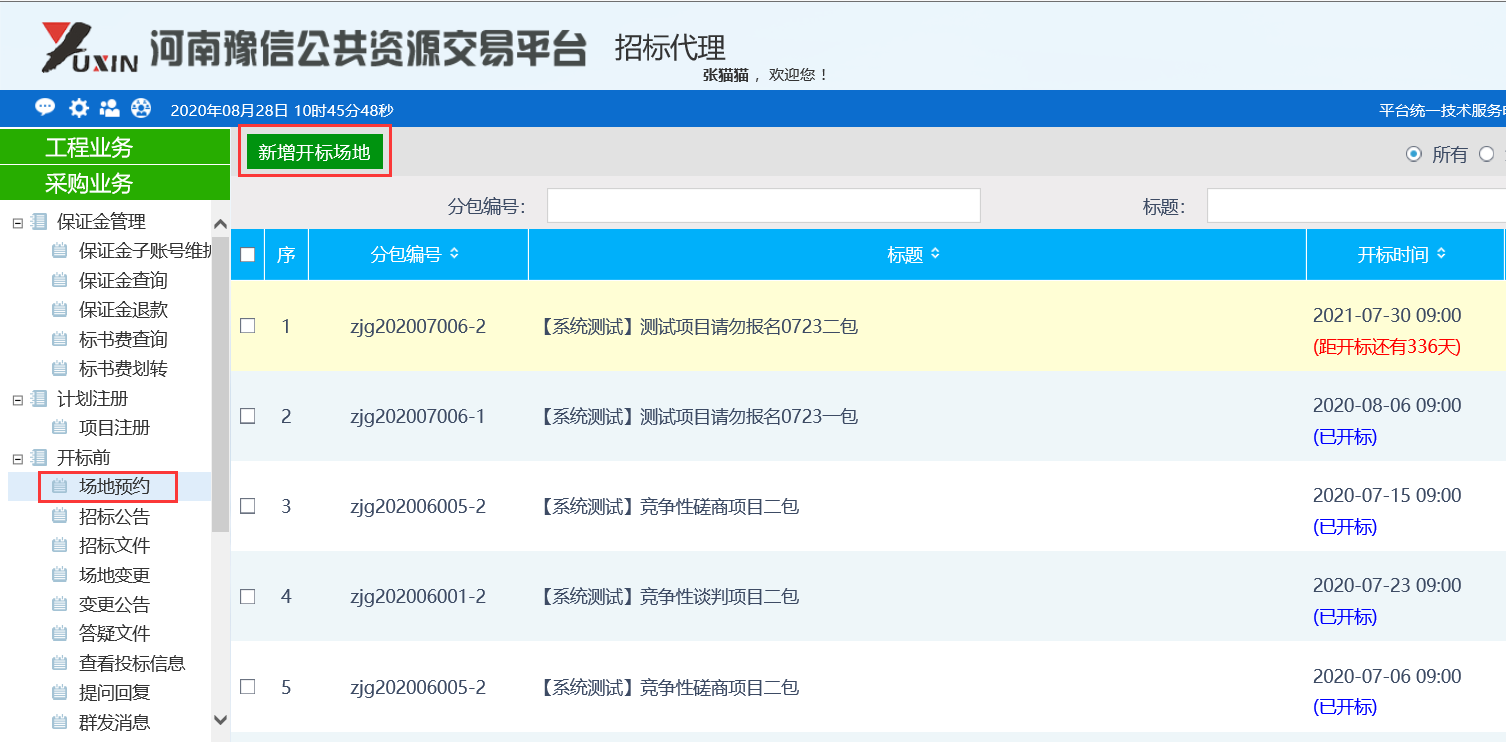 YUXIN 河南豫信公共资源交易平台 招标代理
张猫猫 ，欢迎您！
2020年08月28日 10时45分48秒
平台统一技术服务
工程业务
采购业务
保证金管理
保证金子账号维护
保证金查询
保证金退款
标书费查询
标书费划转
计划注册
项目注册
开标前
场地预约
招标公告
招标文件
场地变更
变更公告
答疑文件
查看投标信息
提问回复
群发消息
新增开标场地
所有
分包编号：
标题：
序 分包编号 标题 开标时间
1 zjg202007006-2 【系统测试】测试项目请勿报名0723二包 2021-07-30 09:00
(距开标还有336天)
2 zjg202007006-1 【系统测试】测试项目请勿报名0723一包 2020-08-06 09:00
(已开标)
3 zjg202006005-2 【系统测试】竞争性磋商项目二包 2020-07-15 09:00
(已开标)
4 zjg202006001-2 【系统测试】竞争性谈判项目二包 2020-07-23 09:00
(已开标)
5 zjg202006005-2 【系统测试】竞争性磋商项目二包 2020-07-06 09:00
(已开标)